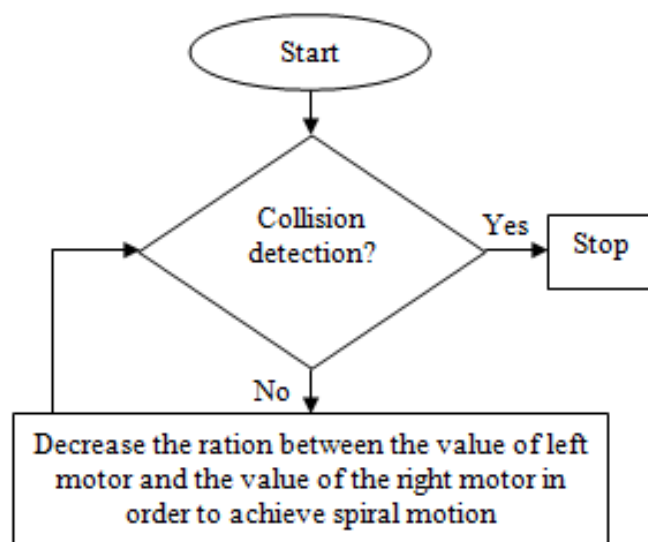 Start
Collision
detection?
Yes
Stop
No
Decrease the ration between the value of left
motor and the value of the right motor in
order to achieve spiral motion